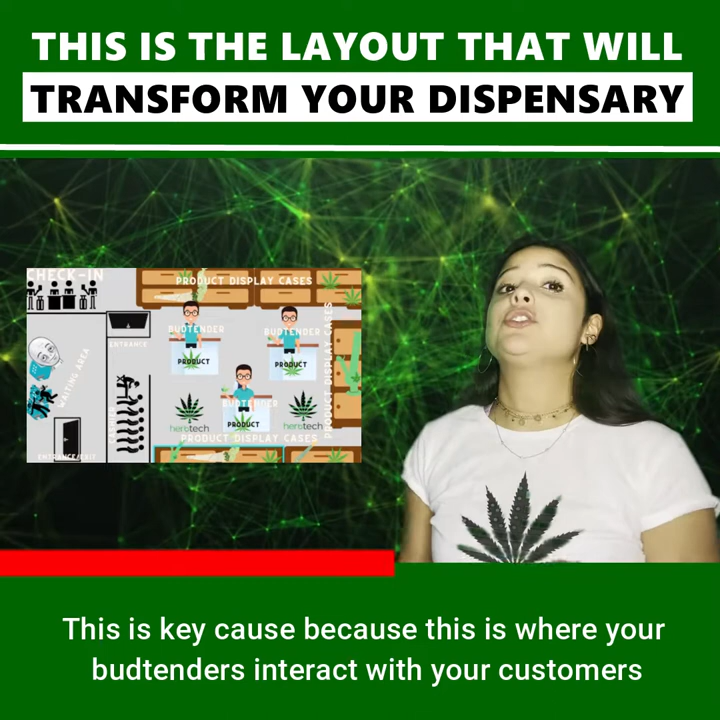 THIS IS THE LAYOUT THAT WILL
TRANSFORM YOUR DISPENSARY
CHECK-IN
PRODUCT DISPLAY CASES
BUDTENDER
BUDTENDER
PRODUCT DISPLAY CASES
ENTRANCE
PRODUCT
PRODUCT
WAITING AREA
BUDTENDER
PRODUCT
herbtech
herbtech
PRODUCT DISPLAY CASES
ENTRANCE/EXIT
This is key cause because this is where your
budtenders interact with your customers